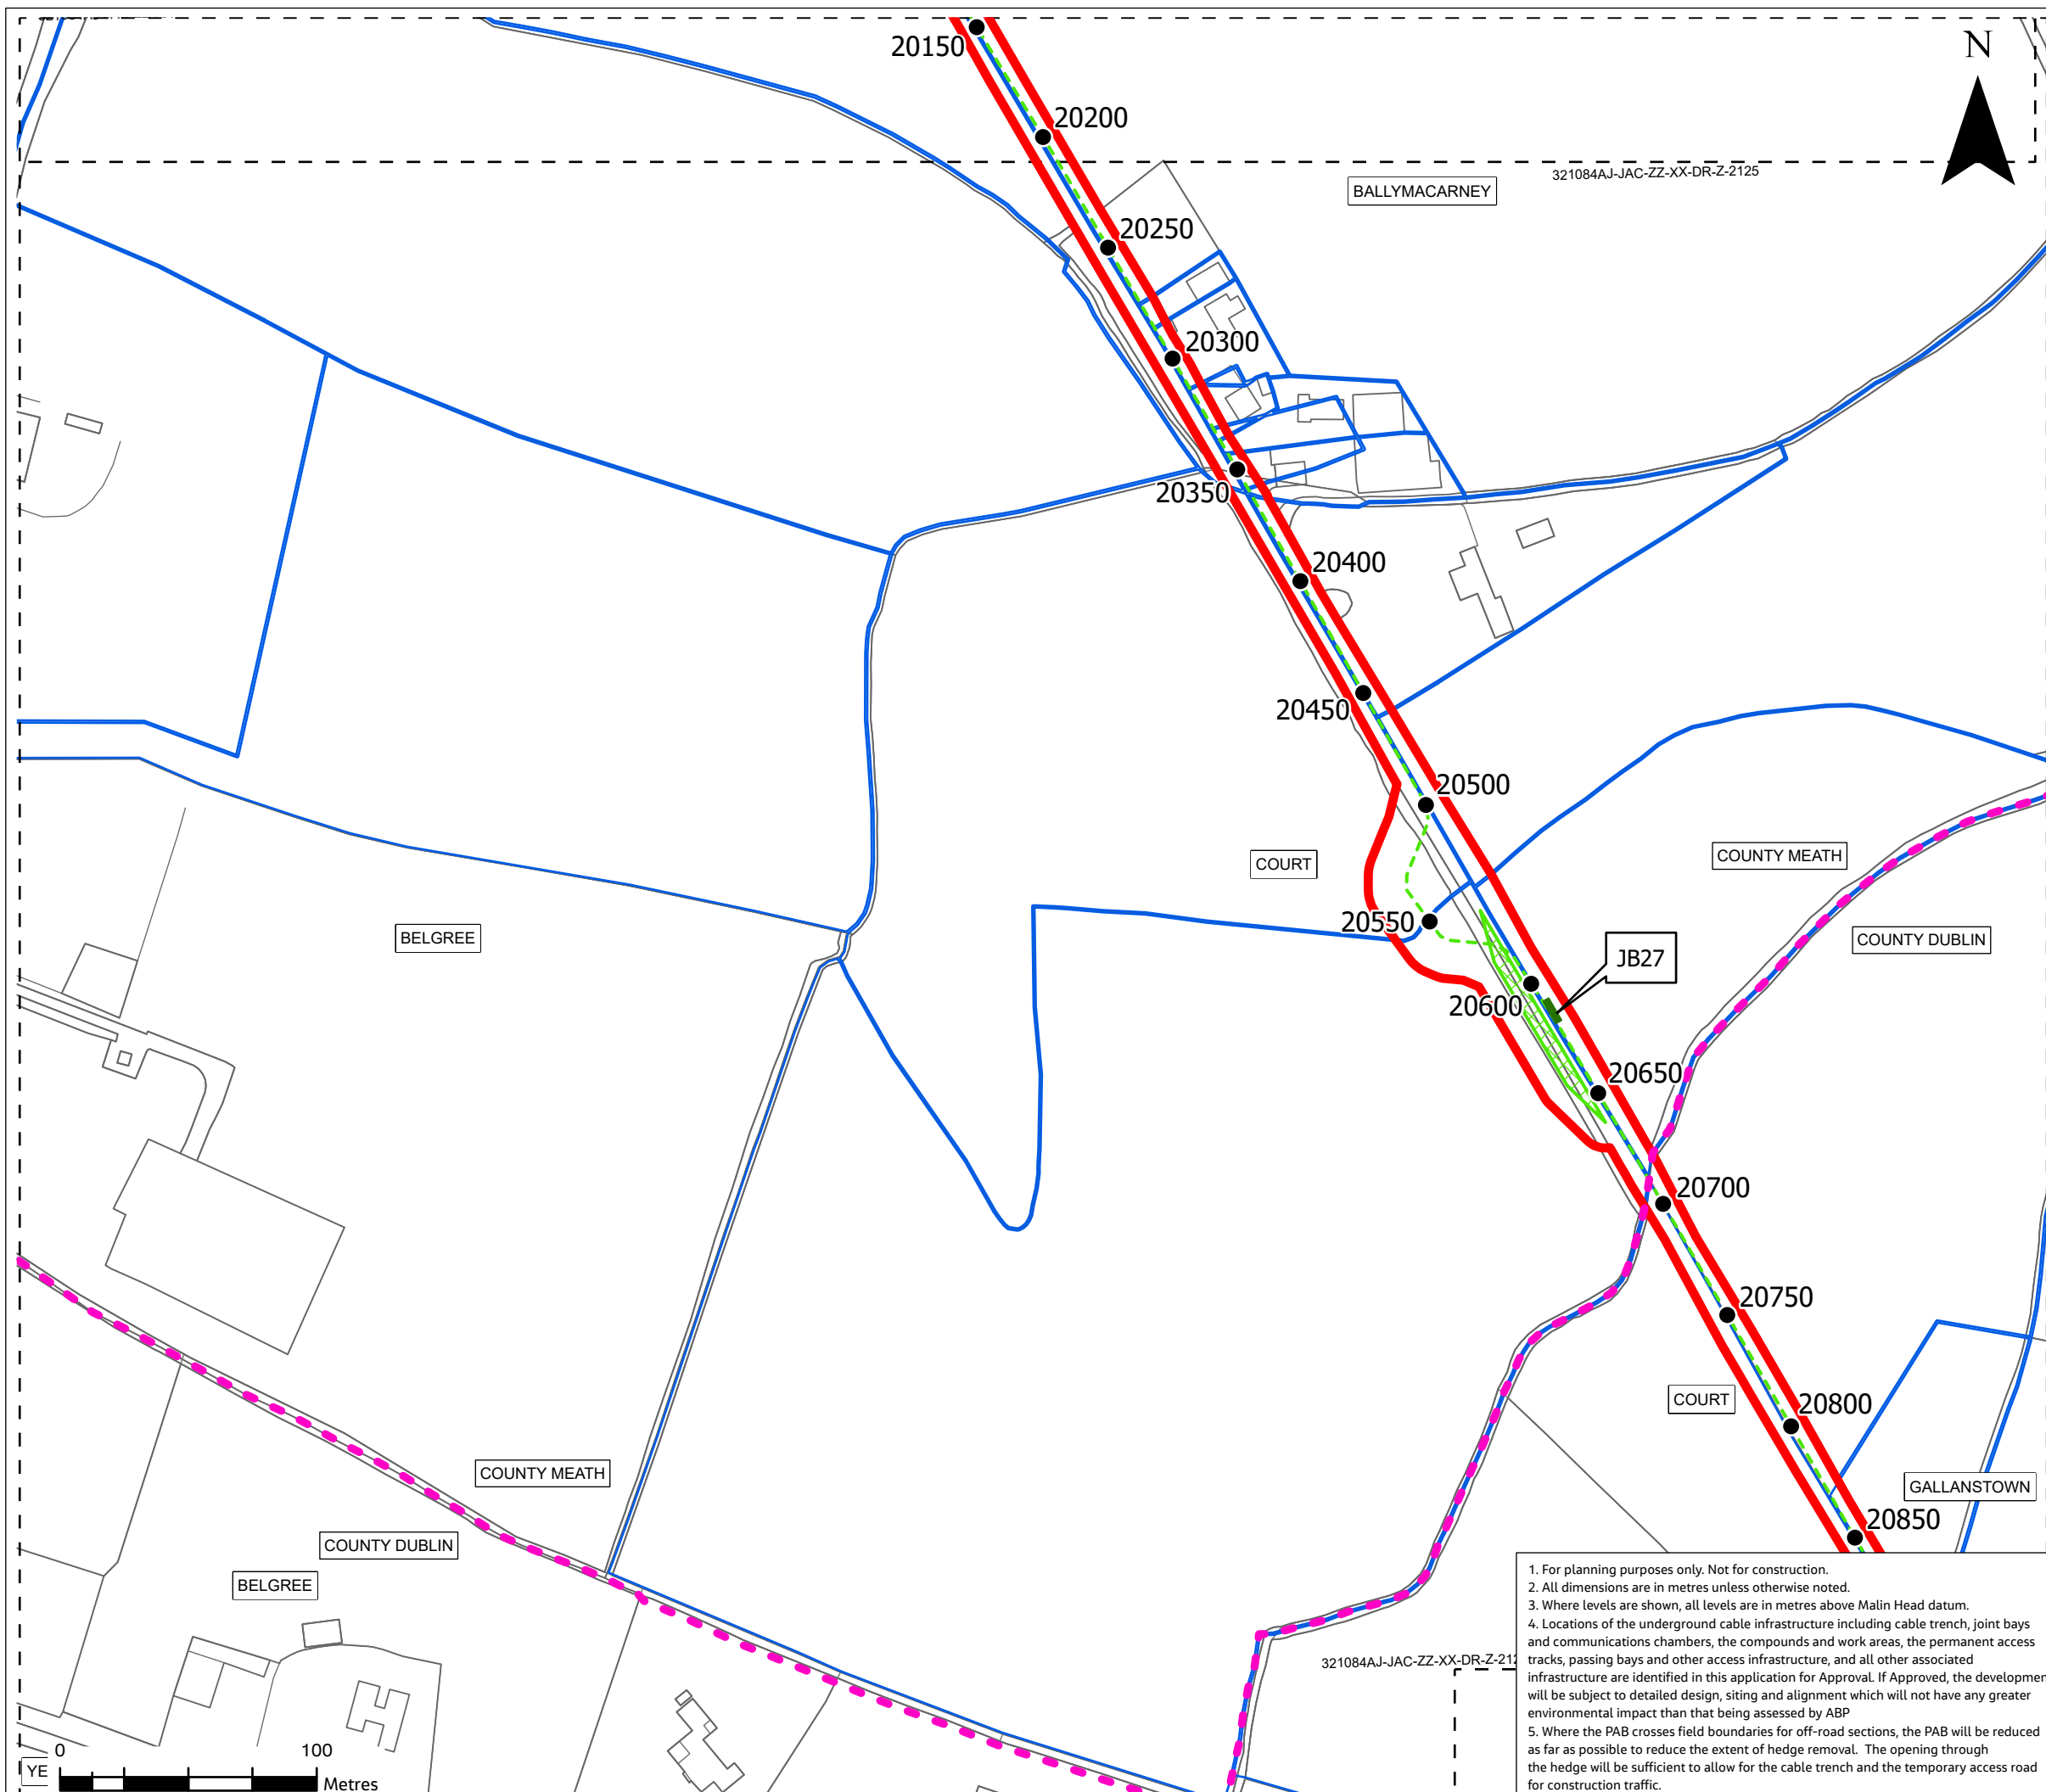 20150
N
20200
321084AJ-JAC-ZZ-XX-DR-Z-2125
BALLYMACARNEY
20250
20300
20350
20400
20450
20500
COURT
COUNTY MEATH
20550
BELGREE
COUNTY DUBLIN
JB27
20600
20650
20700
20750
COURT
20800
COUNTY MEATH
GALLANSTOWN
20850
COUNTY DUBLIN
BELGREE
321084AJ-JAC-ZZ-XX-DR-Z-212
1. For planning purposes only. Not for construction.
2. All dimensions are in metres unless otherwise noted.
3. Where levels are shown, all levels are in metres above Malin Head datum.
4. Locations of the underground cable infrastructure including cable trench, joint bays
and communications chambers, the compounds and work areas, the permanent access
tracks, passing bays and other access infrastructure, and all other associated
infrastructure are identified in this application for Approval. If Approved, the developmen
will be subject to detailed design, siting and alignment which will not have any greater
environmental impact than that being assessed by ABP
5. Where the PAB crosses field boundaries for off-road sections, the PAB will be reduced
as far as possible to reduce the extent of hedge removal. The opening through
the hedge will be sufficient to allow for the cable trench and the temporary access road
for construction traffic.
0 100
YE
Metres